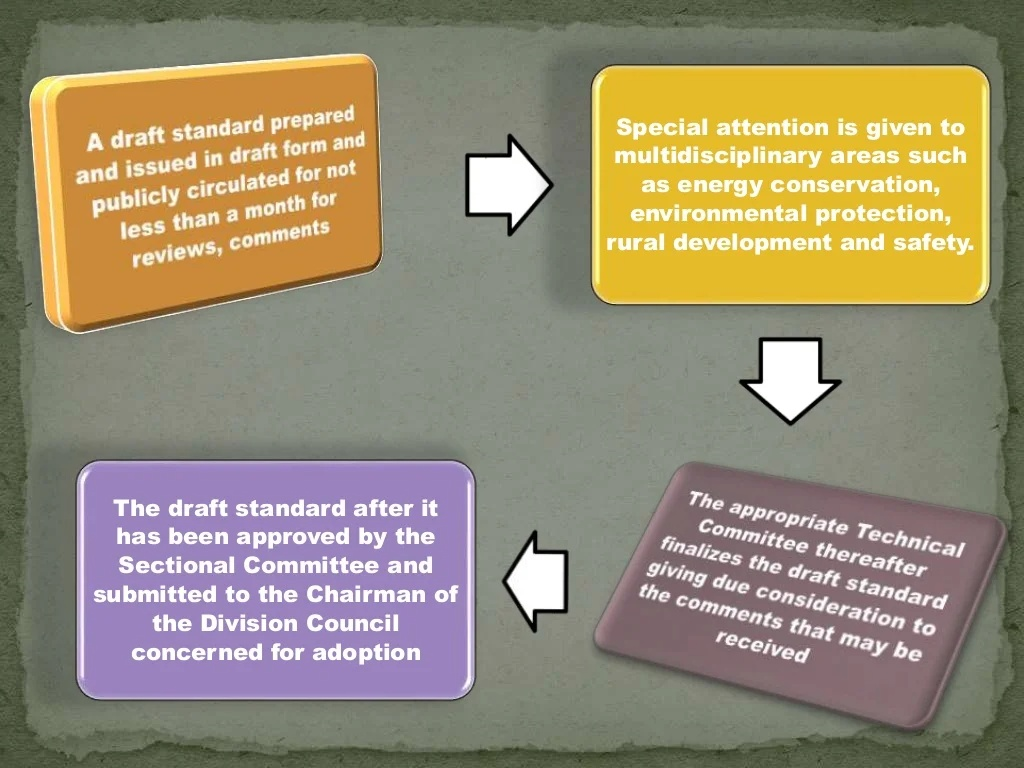 A draft standard prepared
and issued in draft form and
publicly circulated for not
less than a month for
reviews, comments
Special attention is given to
multidisciplinary areas such
as energy conservation,
environmental protection,
rural development and safety.
The appropriate Technical
Committee thereafter
finalizes the draft standard
giving due consideration to
the comments that may be
received
The draft standard after it
has been approved by the
Sectional Committee and
submitted to the Chairman of
the Division Council
concerned for adoption